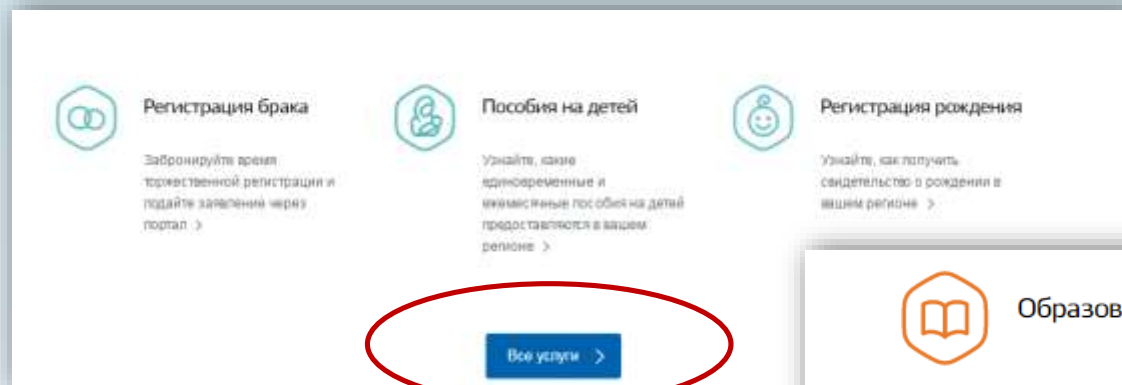 Регистрация брака
Забронируйте время
торжественной регистрации и
подайте заявление через
портал >
Пособия на детей
Узнайте, какие
единовременные и
ежемесячные пособия на детей
предоставляются в вашем
регионе >
Регистрация рождения
Узнайте, как получить
свидетельство о рождении в
вашем регионе >
Все услуги >
Образов